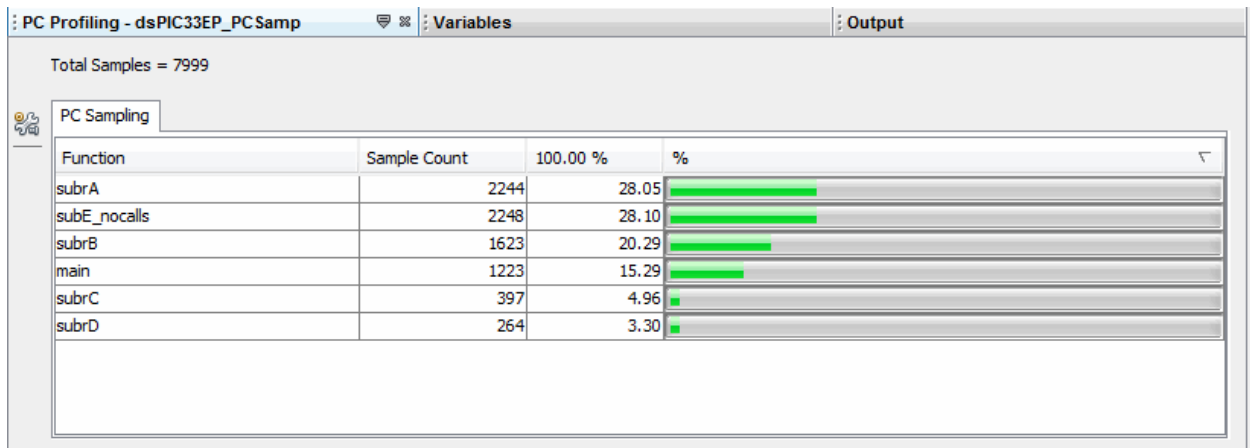 PC Profiling - dsPIC33EP_PCSamp Variables Output
Total Samples = 7999
PC Sampling
Function Sample Count 100.00 % %
subrA 2244 28.05
subE_nocalls 2248 28.10
subrB 1623 20.29
main 1223 15.29
subrC 397 4.96
subrD 264 3.30